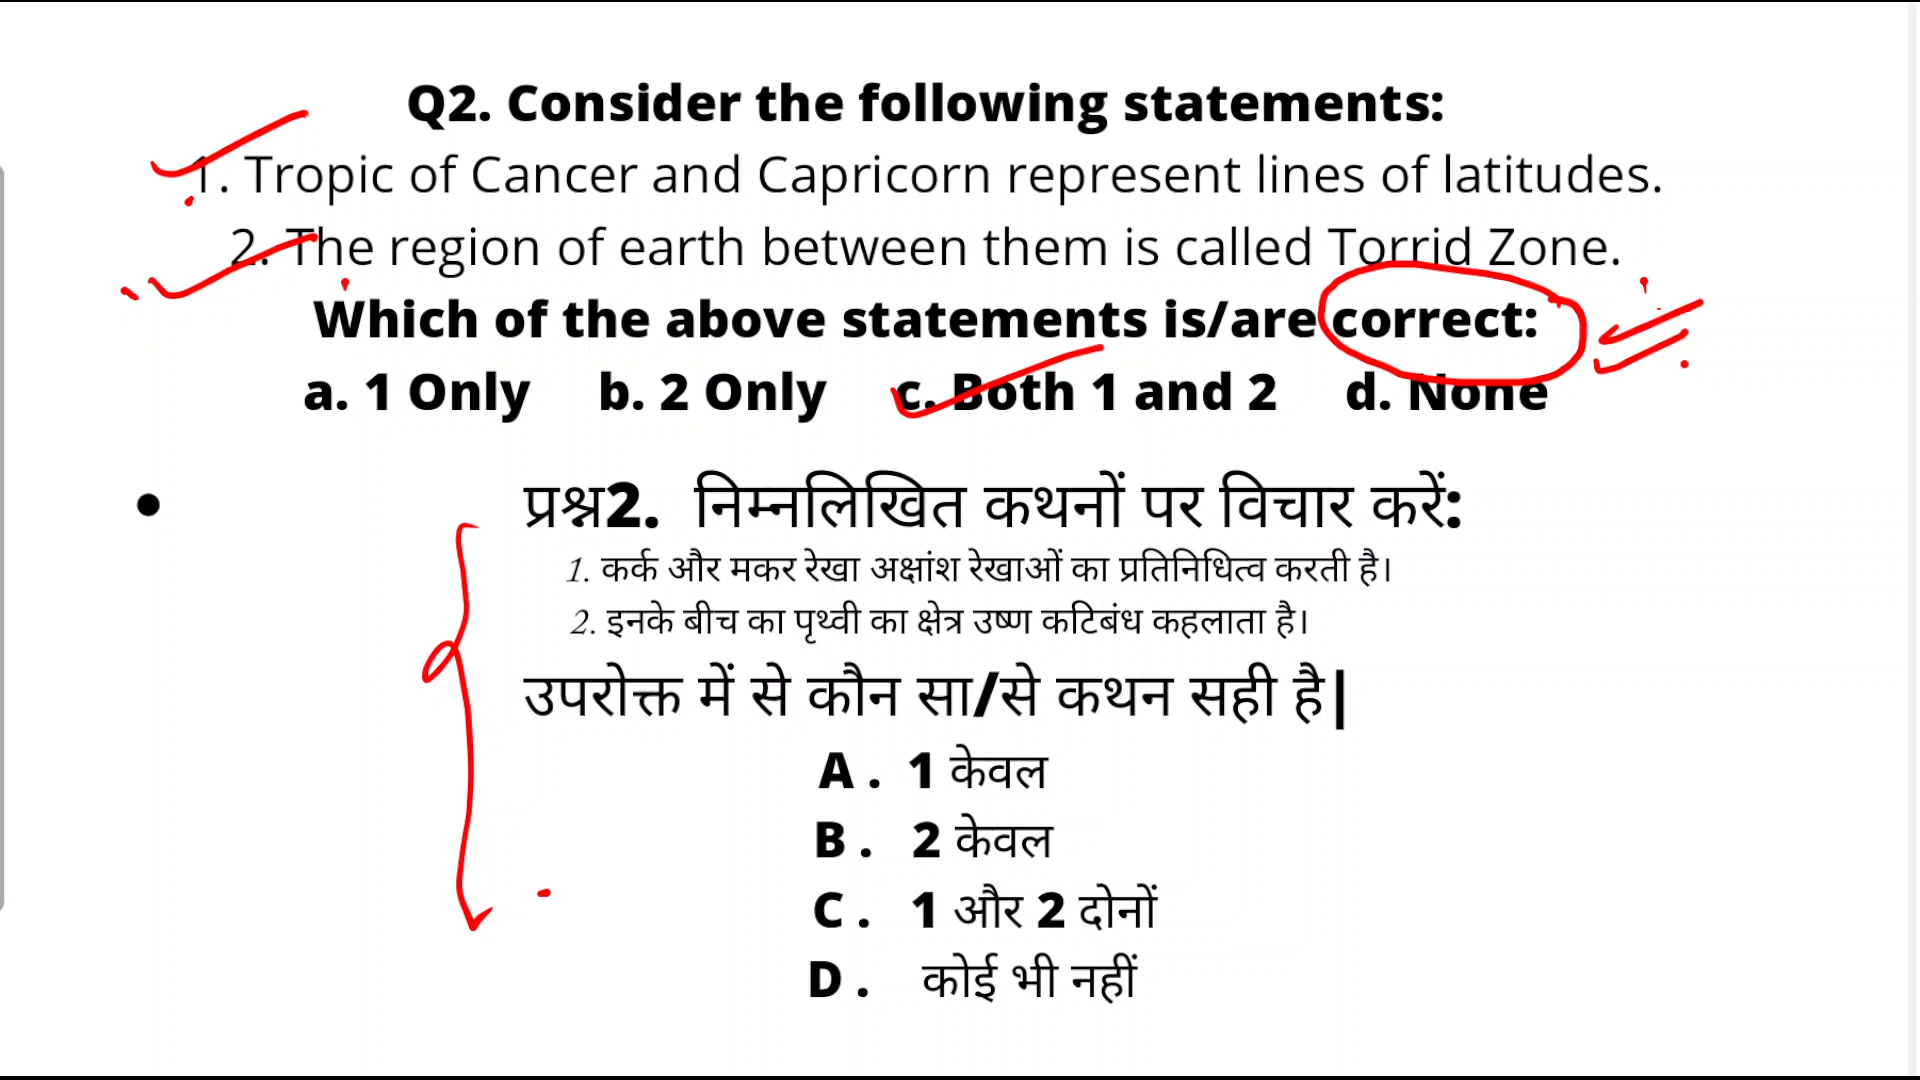 Q2. Consider the following statements:
1. Tropic of Cancer and Capricorn represent lines of latitudes.
2. The region of earth between them is called Torrid Zone.
Which of the above statements is/are correct:
a. 1 Only b. 2 Only c. Both 1 and 2 d. None
प्रश्न2. निम्नलिखित कथनों पर विचार करें:
1. कर्क और मकर रेखा अक्षांश रेखाओं का प्रतिनिधित्व करती है।
2. इनके बीच का पृथ्वी का क्षेत्र उष्ण कटिबंध कहलाता है।
उपरोक्त में से कौन सा/से कथन सही है|
A. 1 केवल
B. 2 केवल
C. 1 और 2 दोनों
D. कोई भी नहीं